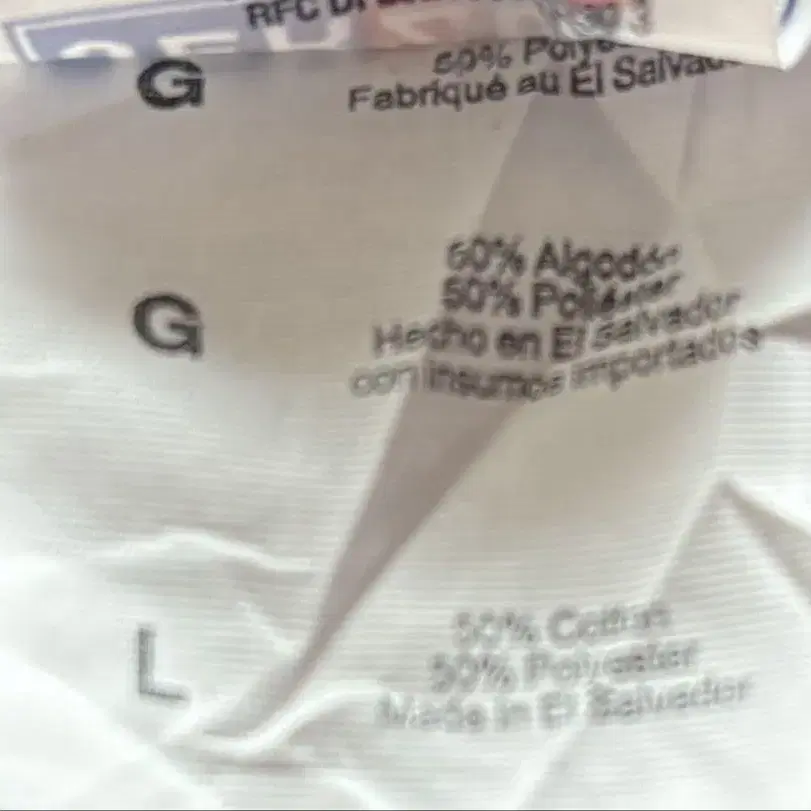 RFC
G
50%
Fabriqué au El Salvador
G
50% Algodón
50% Poliéster
Hecho en El Salvador
con insumos importados
L
50% Cotton
50% Polyester
Made in El Salvador